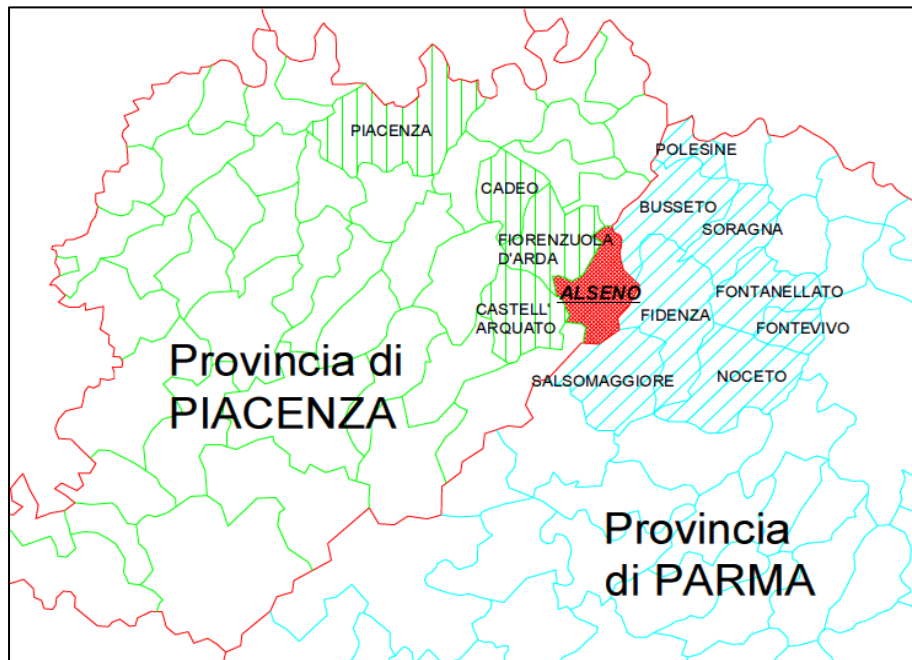 PIACENZA
POLESINE
CADEO
BUSSETO
SORAGNA
FIORENZUOLA
D'ARDA
ALSENO
FONTANELLATO
CASTELL'
ARQUATO
FIDENZA
FONTEVIVO
SALSOMAGGIORE
NOCETO
Provincia di
PIACENZA
Provincia
di PARMA